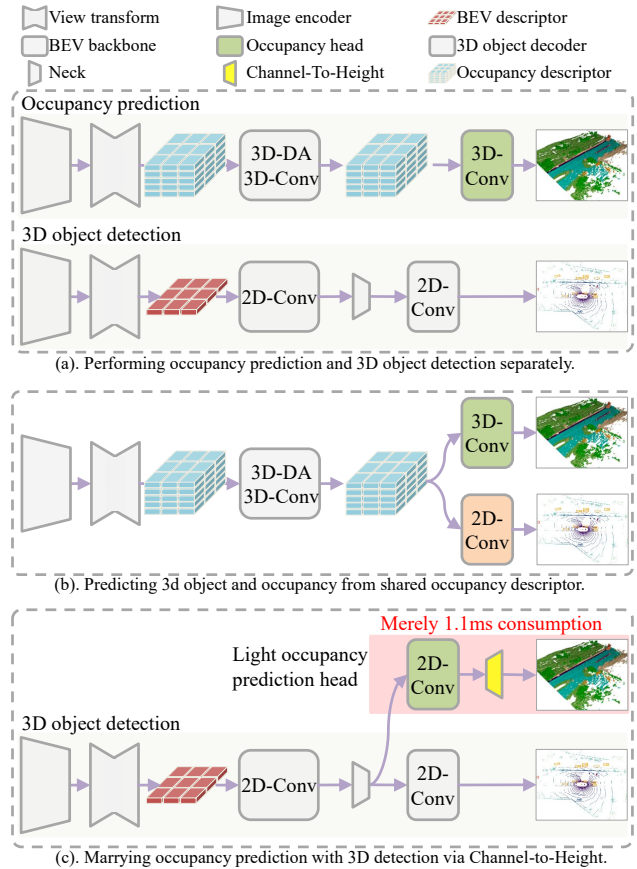 View transform
Image encoder
BEV descriptor
BEV backbone
Occupancy head
3D object decoder
Neck
Channel-To-Height
Occupancy descriptor
Occupancy prediction
3D-DA
3D-Conv
3D-
Conv
3D object detection
2D-Conv
2D-
Conv
(a). Performing occupancy prediction and 3D object detection separately.
3D-DA
3D-Conv
3D-
Conv
2D-
Conv
(b). Predicting 3d object and occupancy from shared occupancy descriptor.
Merely 1.1ms consumption
Light occupancy
prediction head
2D-
Conv
3D object detection
2D-Conv
2D-
Conv
(c). Marrying occupancy prediction with 3D detection via Channel-to-Height.